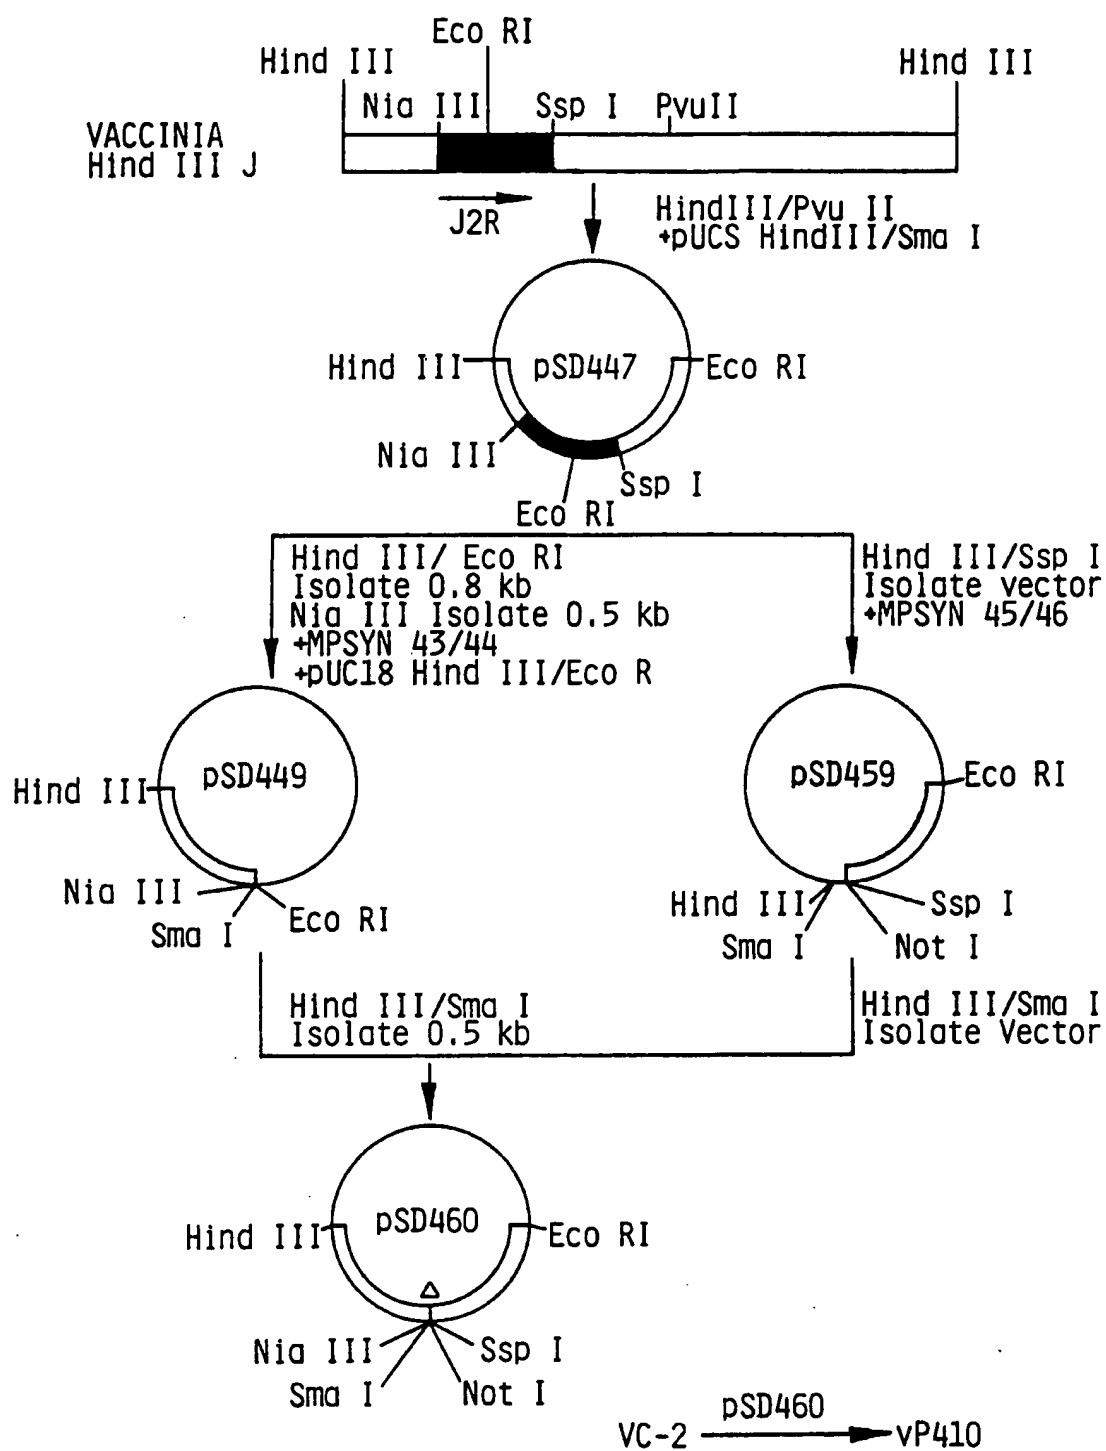 Eco RI
Hind III
Hind III
Nia III
Ssp I
PvuII
VACCINIA
Hind III J
J2R
HindIII/Pvu II
+pUCS HindIII/Sma I
Hind III
pSD447
Eco RI
Nia III
Ssp I
Eco RI
Hind III/ Eco RI
Isolate 0.8 kb
Nia III Isolate 0.5 kb
+MPSYN 43/44
+pUC18 Hind III/Eco R
Hind III/Ssp I
Isolate vector
+MPSYN 45/46
pSD449
Hind III
Nia III
Sma I
Eco RI
pSD459
Eco RI
Hind III
Sma I
Ssp I
Not I
Hind III/Sma I
Isolate 0.5 kb
Hind III/Sma I
Isolate Vector
pSD460
Hind III
Eco RI
Δ
Nia III
Ssp I
Sma I
Not I
pSD460
VC-2
vP410